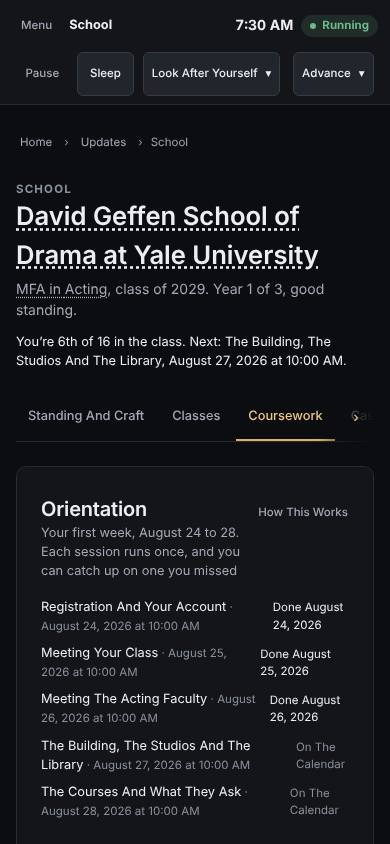 Menu School 7:30 AM Running
Pause Sleep Look After Yourself ▾ Advance ▾
Home › Updates › School
SCHOOL
David Geffen School of
Drama at Yale University
MFA in Acting, class of 2029. Year 1 of 3, good
standing.
You’re 6th of 16 in the class. Next: The Building, The
Studios And The Library, August 27, 2026 at 10:00 AM.
Standing And Craft Classes Coursework ›
Orientation How This Works
Your first week, August 24 to 28.
Each session runs once, and you
can catch up on one you missed
Registration And Your Account · Done August
August 24, 2026 at 10:00 AM 24, 2026
Meeting Your Class · August 25, Done August
2026 at 10:00 AM 25, 2026
Meeting The Acting Faculty · August Done August
26, 2026 at 10:00 AM 26, 2026
The Building, The Studios And The On The
Library · August 27, 2026 at 10:00 AM Calendar
The Courses And What They Ask · On The
August 28, 2026 at 10:00 AM Calendar